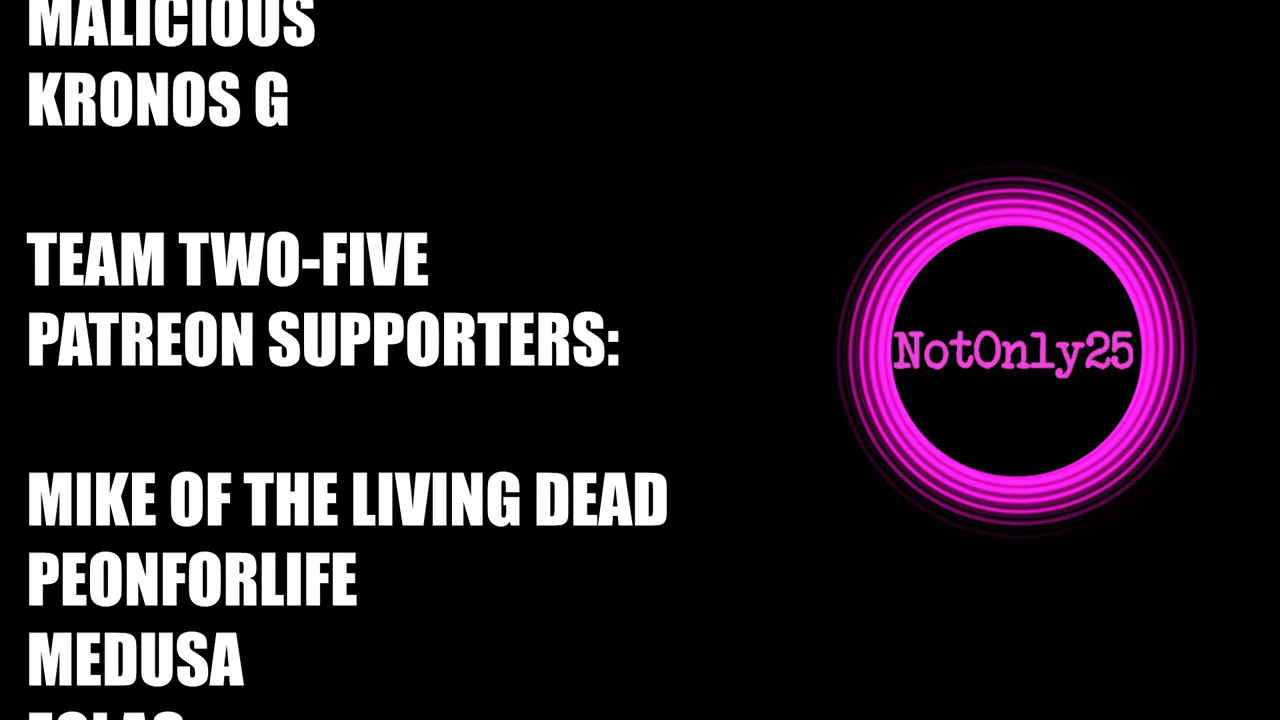 MALICIOUS
KRONOS G
TEAM TWO-FIVE
PATREON SUPPORTERS:
MIKE OF THE LIVING DEAD
PEONFORLIFE
MEDUSA
NotOnly25